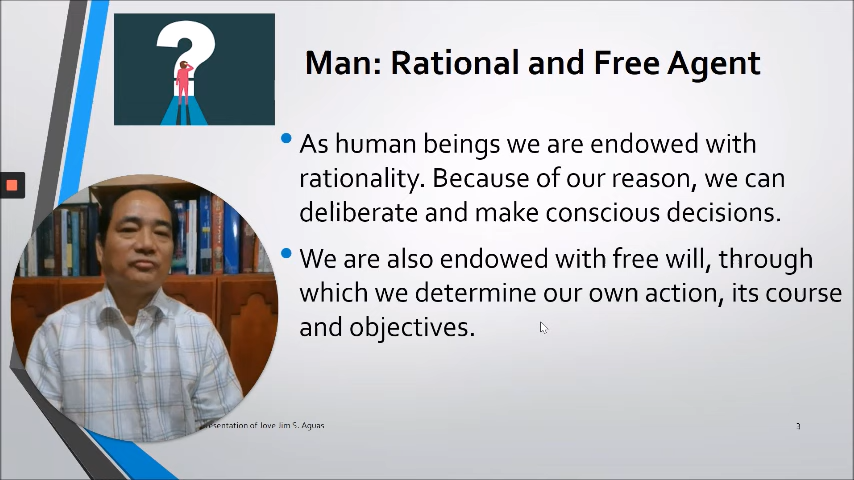 Man: Rational and Free Agent
As human beings we are endowed with
rationality. Because of our reason, we can
deliberate and make conscious decisions.
We are also endowed with free will, through
which we determine our own action, its course
and objectives.
resentation of Jove Jim S. Aguas
3